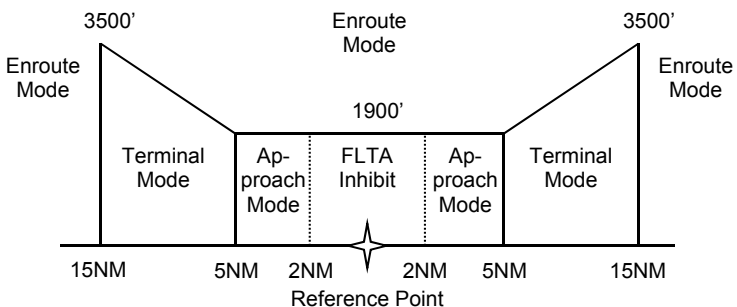 3500’
Enroute
Mode
3500’
Enroute
Mode
Enroute
Mode
1900’
Terminal
Mode
Ap-
proach
Mode
FLTA
Inhibit
Ap-
proach
Mode
Terminal
Mode
15NM
5NM
2NM
2NM
5NM
15NM
Reference Point